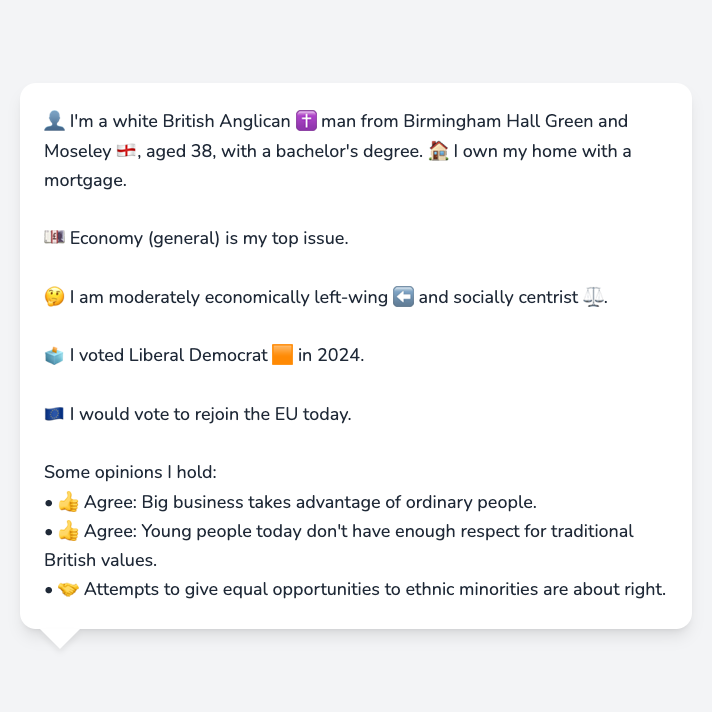 👤 I'm a white British Anglican ✝️ man from Birmingham Hall Green and
Moseley 🏴󠁧󠁢󠁥󠁮󠁧󠁿, aged 38, with a bachelor's degree. 🏠 I own my home with a
mortgage.
💷 Economy (general) is my top issue.
🤔 I am moderately economically left-wing ⬅️ and socially centrist ⚖️.
🗳️ I voted Liberal Democrat 🟧 in 2024.
🇪🇺 I would vote to rejoin the EU today.
Some opinions I hold:
• 👍 Agree: Big business takes advantage of ordinary people.
• 👍 Agree: Young people today don't have enough respect for traditional
British values.
• 🤝 Attempts to give equal opportunities to ethnic minorities are about right.